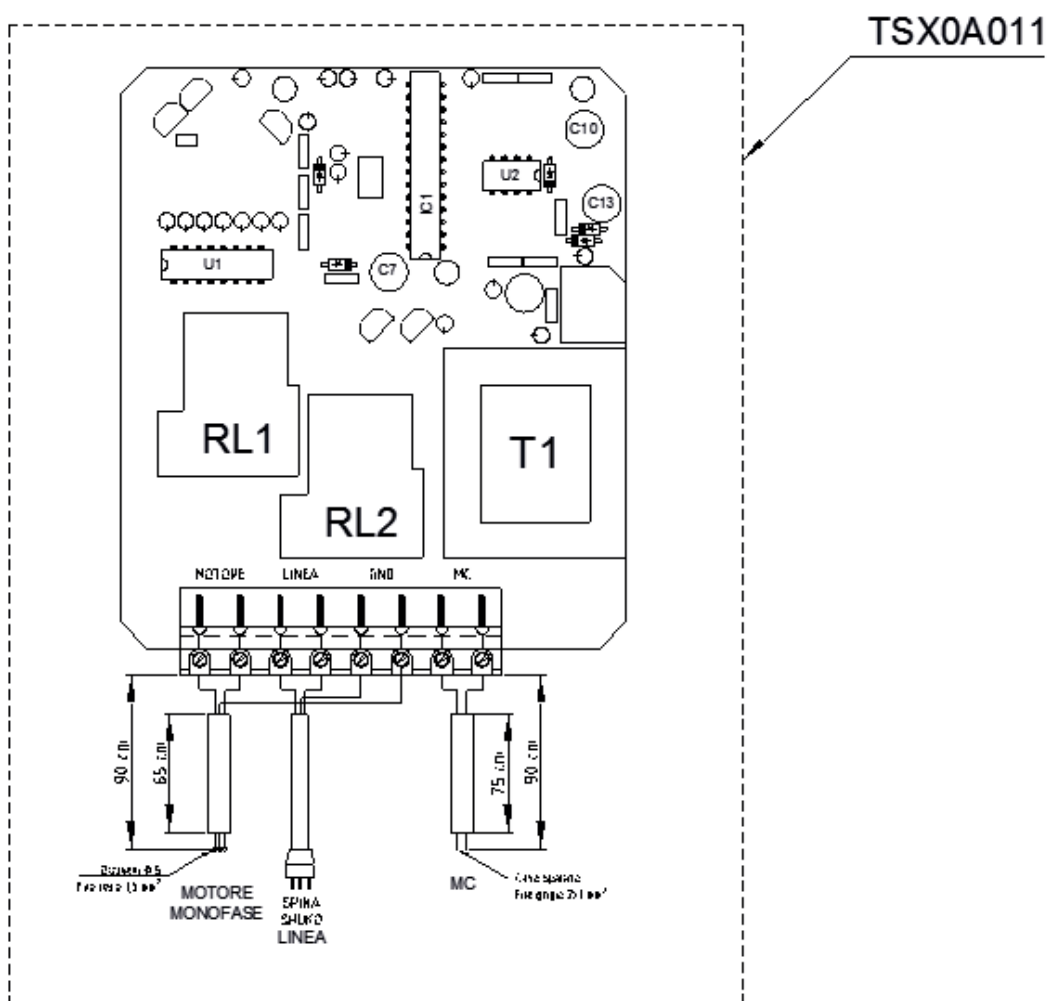 TSX0A011
C10
U2
IC1
C13
U1
C7
RL1
RL2
T1
MOTORE LINEA GND MC
90 cm
65 cm
75 cm
90 cm
MOTORE
MONOFASE
SPINA
SHUKO
LINEA
MC